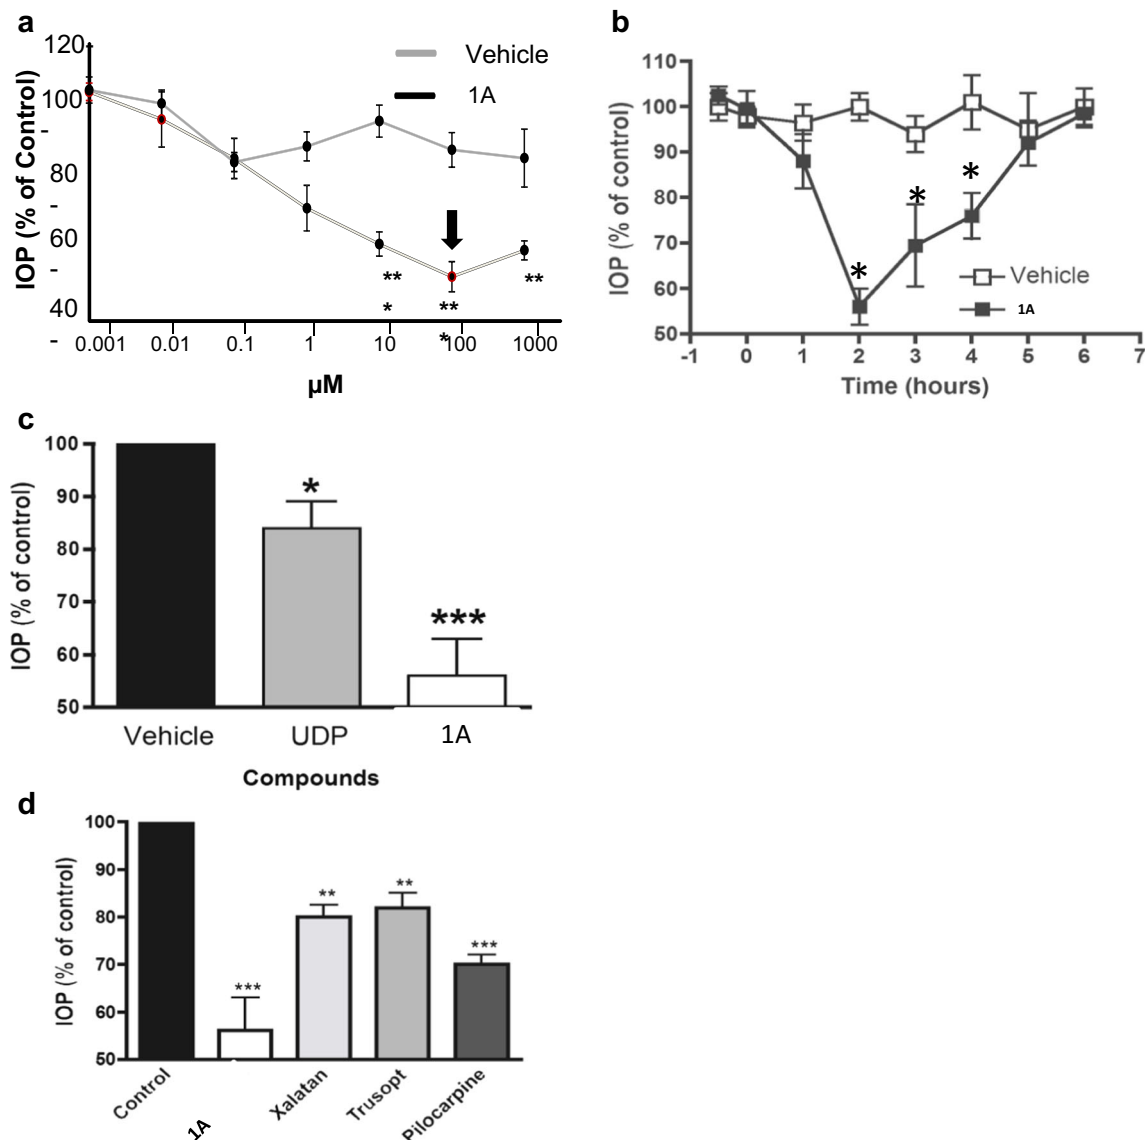 a
120
100
-
80
-
60
-
40
-
IOP (% of Control)
Vehicle
1A
**
*
**
*
**
0.001 0.01 0.1 1 10 100 1000
µM
b
110
100
90
80
70
60
50
IOP (% of control)
*
*
*
Vehicle
1A
-1 0 1 2 3 4 5 6 7
Time (hours)
c
100
90
80
70
60
50
IOP (% of control)
*
***
Vehicle UDP 1A
Compounds
d
100
90
80
70
60
50
IOP (% of control)
***
**
**
***
Control
1A
Xalatan
Trusopt
Pilocarpine